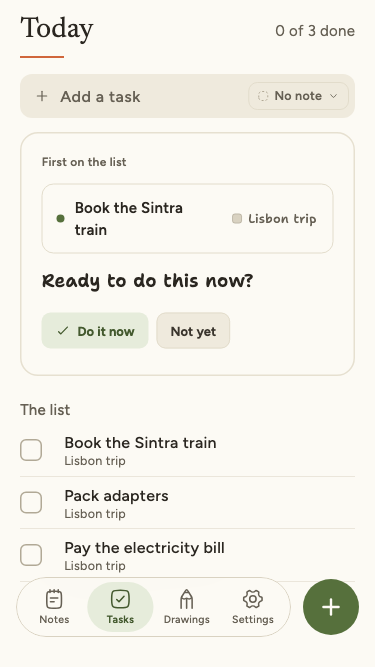 Today
0 of 3 done
Add a task
No note
First on the list
Book the Sintra
train
Lisbon trip
Ready to do this now?
Do it now
Not yet
The list
Book the Sintra train
Lisbon trip
Pack adapters
Lisbon trip
Pay the electricity bill
Lisbon trip
Notes
Tasks
Drawings
Settings